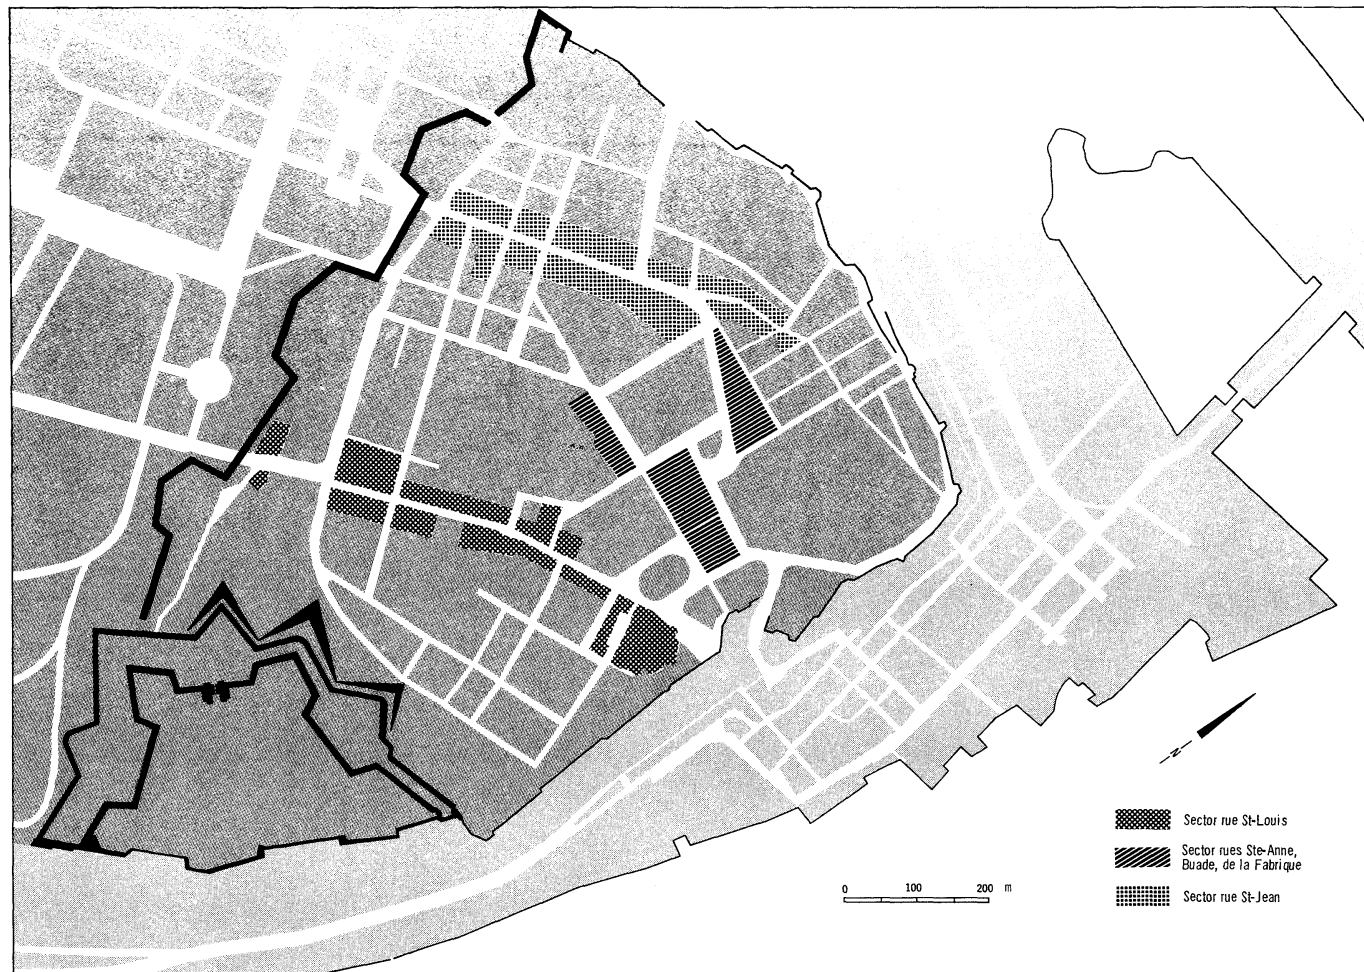 N
Sector rue St-Louis
Sector rues Ste-Anne,
Buade, de la Fabrique
Sector rue St-Jean
0 100 200 m